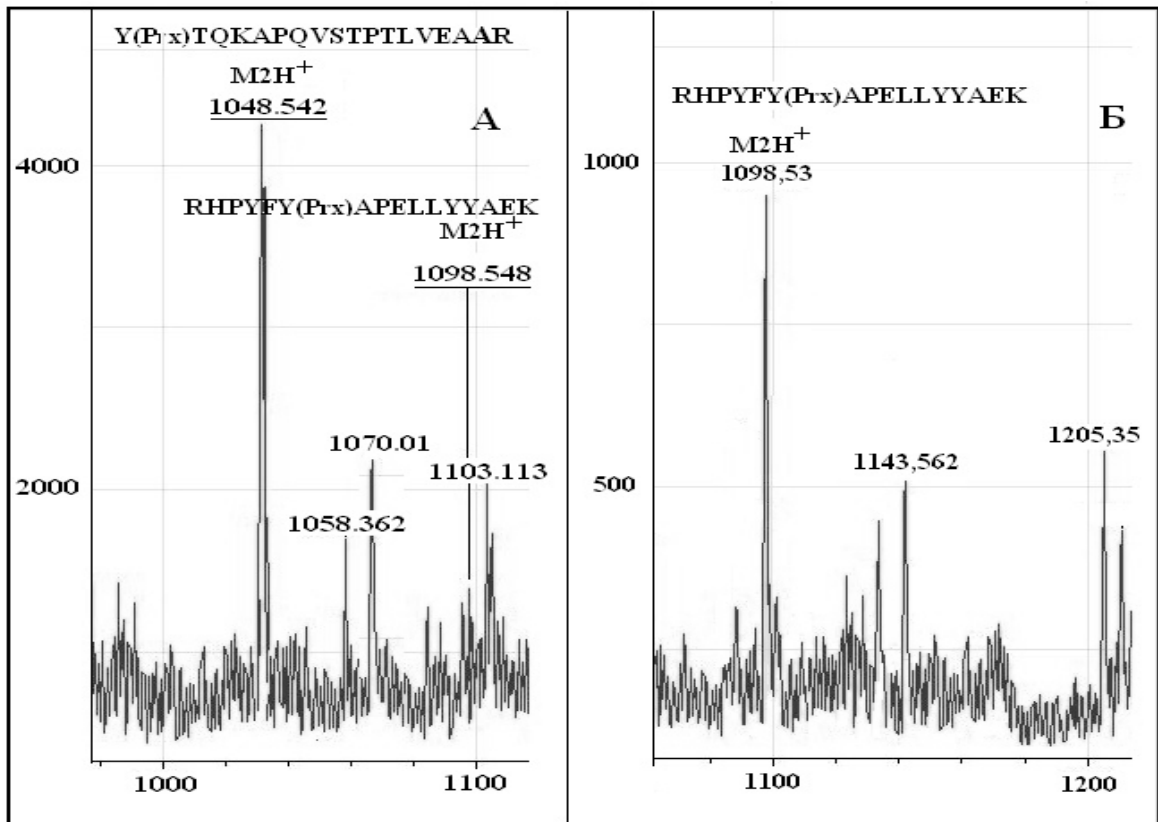 Y(Prx)TQKAPQVSTPTLVEAAR
M2H+
1048.542
А
4000
RHPYFY(Prx)APELLYYAEK
M2H+
1098.548
1070.01
1103.113
2000
1058.362
1000
1100
RHPYFY(Prx)APELLYYAEK
Б
M2H+
1098,53
1000
1205,35
1143,562
500
1100
1200